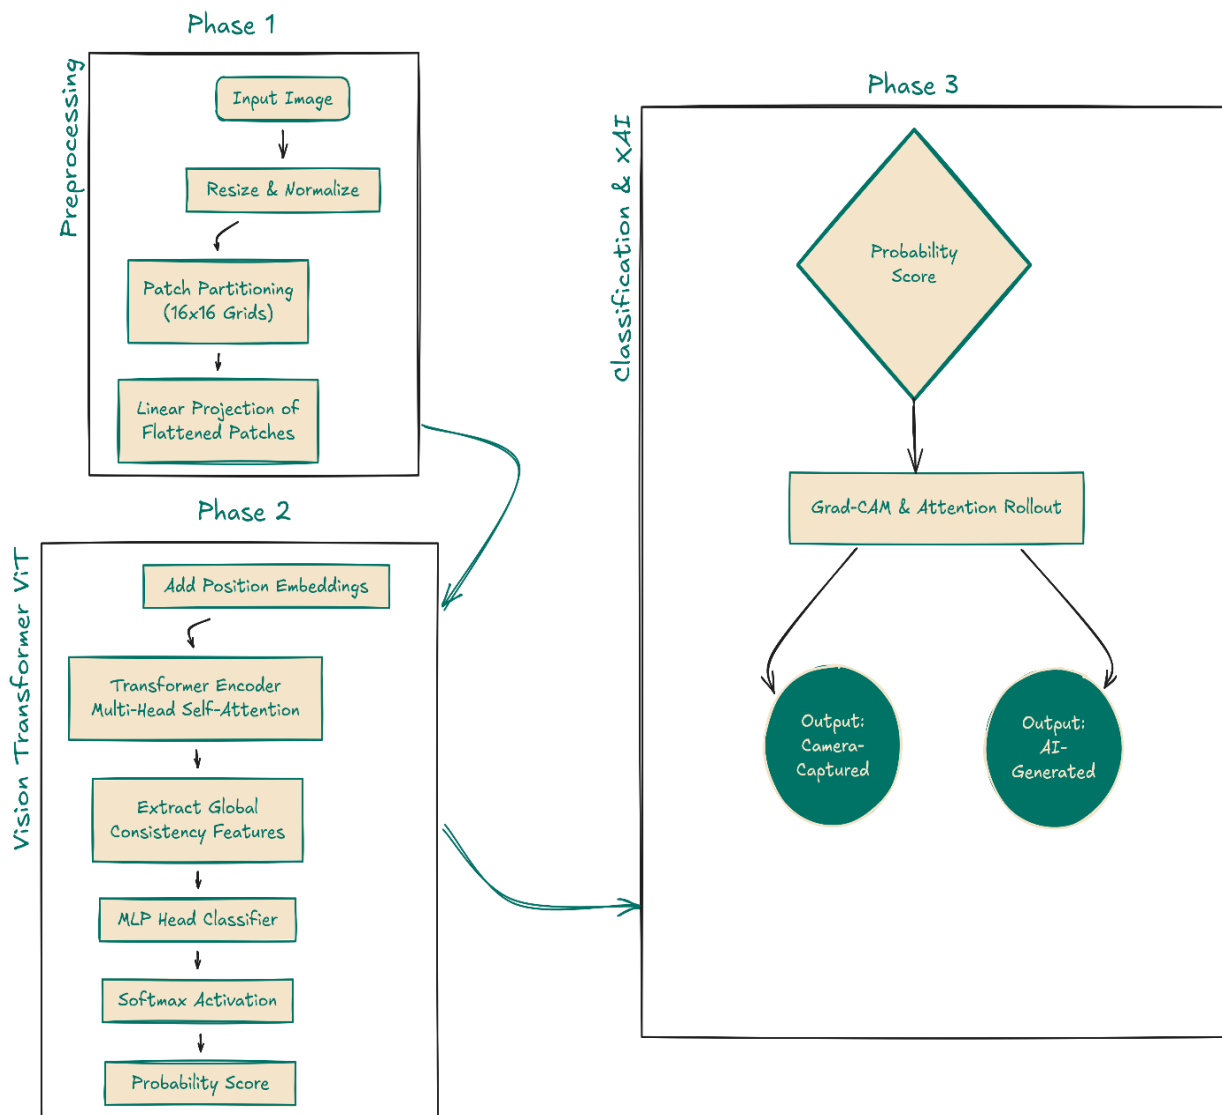 Phase 1
Preprocessing
Input Image
Resize & Normalize
Patch Partitioning
(16x16 Grids)
Linear Projection of
Flattened Patches
Phase 2
Vision Transformer ViT
Add Position Embeddings
Transformer Encoder
Multi-Head Self-Attention
Extract Global
Consistency Features
MLP Head Classifier
Softmax Activation
Probability Score
Phase 3
Classification & XAI
Probability
Score
Grad-CAM & Attention Rollout
Output:
Camera-
Captured
Output:
AI-
Generated